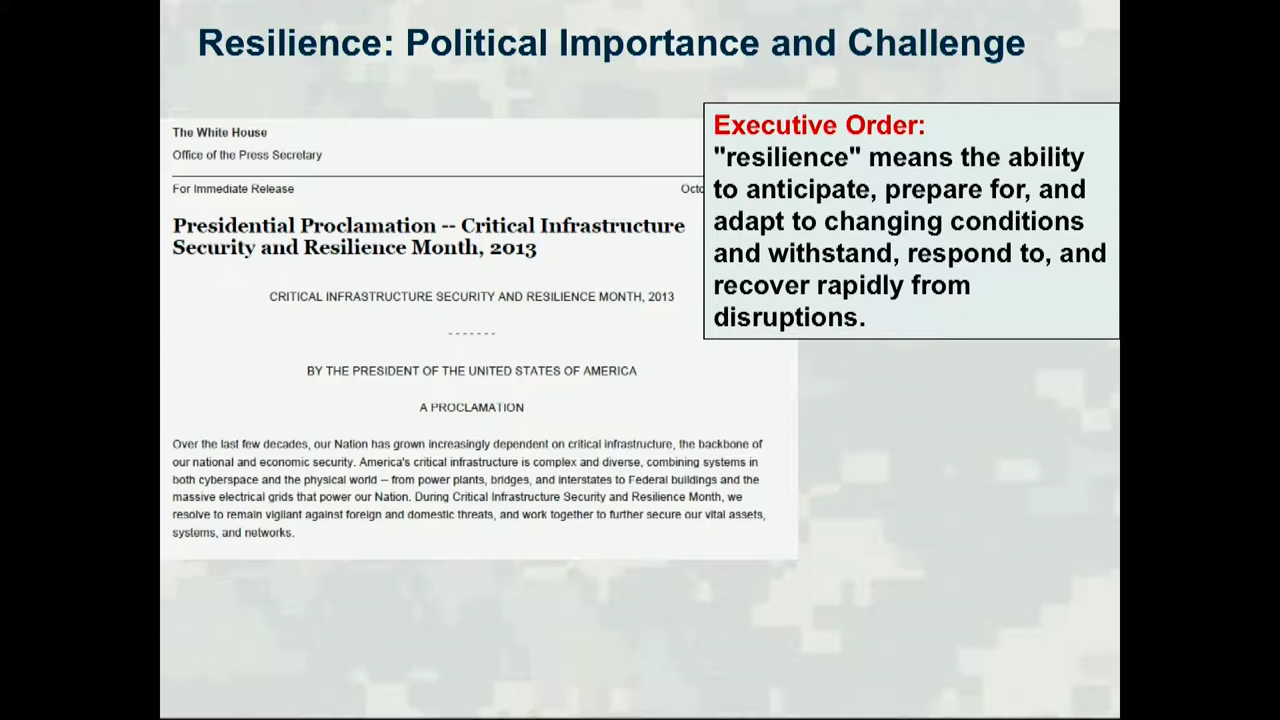 Resilience: Political Importance and Challenge
The White House
Office of the Press Secretary
For Immediate Release
Presidential Proclamation -- Critical Infrastructure
Security and Resilience Month, 2013
CRITICAL INFRASTRUCTURE SECURITY AND RESILIENCE MONTH, 2013
- - - - - - -
BY THE PRESIDENT OF THE UNITED STATES OF AMERICA
A PROCLAMATION
Over the last few decades, our Nation has grown increasingly dependent on critical infrastructure, the backbone of
our national and economic security. America's critical infrastructure is complex and diverse, combining systems in
both cyberspace and the physical world -- from power plants, bridges, and interstates to Federal buildings and the
massive electrical grids that power our Nation. During Critical Infrastructure Security and Resilience Month, we
resolve to remain vigilant against foreign and domestic threats, and work together to further secure our vital assets,
systems, and networks.
Executive Order:
"resilience" means the ability
to anticipate, prepare for, and
adapt to changing conditions
and withstand, respond to, and
recover rapidly from
disruptions.